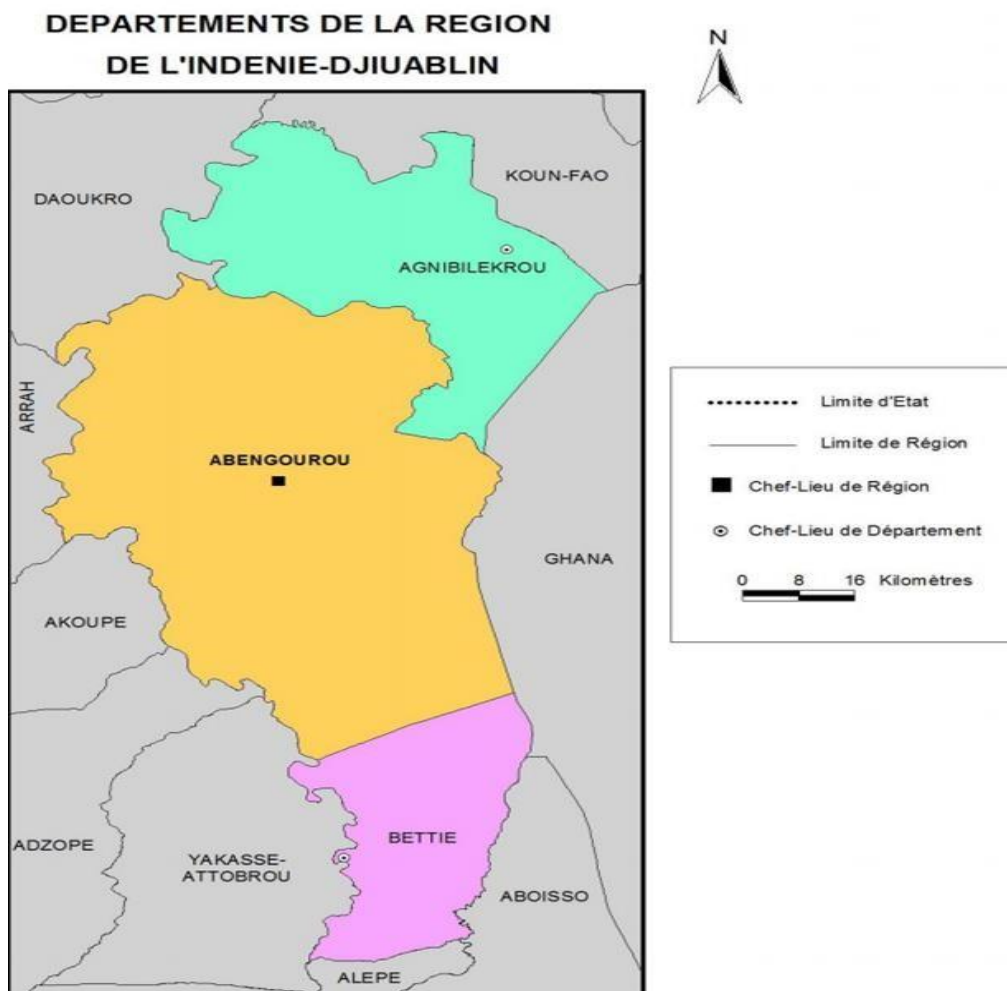 DEPARTEMENTS DE LA REGION
DE L'INDENIE-DJIUABLIN
N
KOUN-FAO
DAOUKRO
AGNIBILEKROU
ARRAH
ABENGOUROU
GHANA
AKOUPE
BETTIE
ADZOPE
YAKASSE-
ATTOBROU
ABOISSO
ALEPE
Limite d'Etat
Limite de Région
Chef-Lieu de Région
Chef-Lieu de Département
0 8 16 Kilomètres